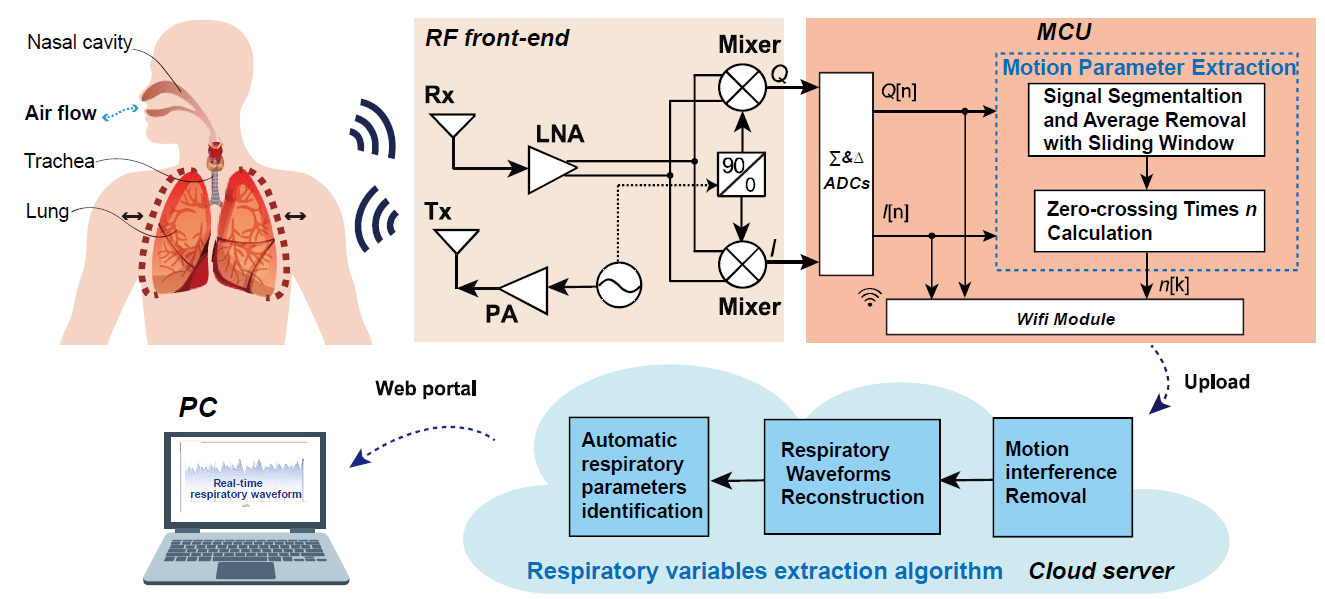 Nasal cavity
Air flow
Trachea
Lung
RF front-end
Rx
LNA
Tx
PA
Mixer
Q
90
0
I
Mixer
MCU
∑&Δ
ADCs
Q[n]
I[n]
Motion Parameter Extraction
Signal Segmentaltion
and Average Removal
with Sliding Window
Zero-crossing Times n
Calculation
n[k]
Wifi Module
Upload
Web portal
PC
Real-time
respiratory waveform
Automatic
respiratory
parameters
identification
Respiratory
Waveforms
Reconstruction
Motion
interference
Removal
Respiratory variables extraction algorithm
Cloud server